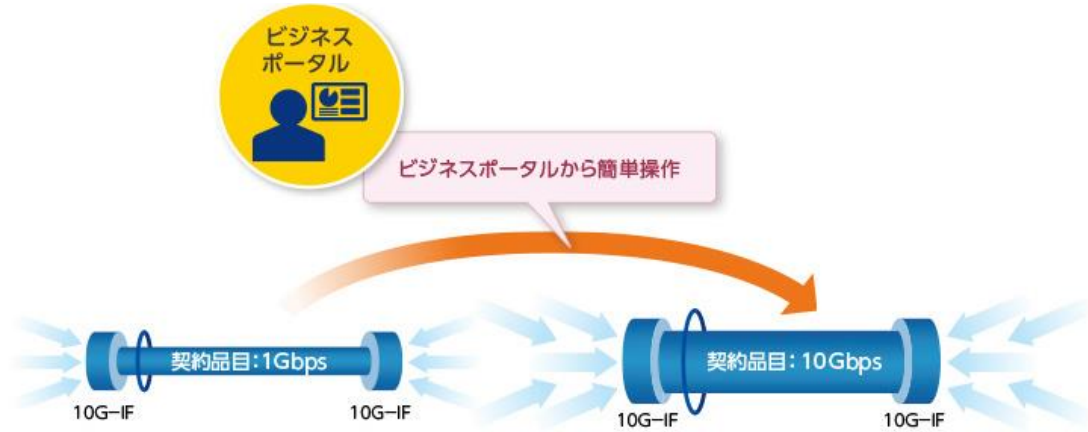 ビジネス
ポータル
ビジネスポータルから簡単操作
契約品目:1Gbps
10G-IF
10G-IF
契約品目:10Gbps
10G-IF
10G-IF